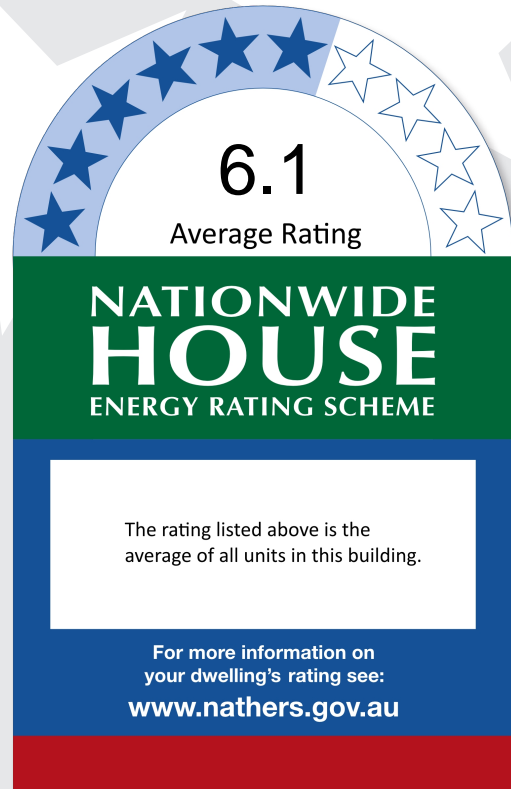 6.1
Average Rating
NATIONWIDE
HOUSE
ENERGY RATING SCHEME
The rating listed above is the
average of all units in this building.
For more information on
your dwelling's rating see:
www.nathers.gov.au